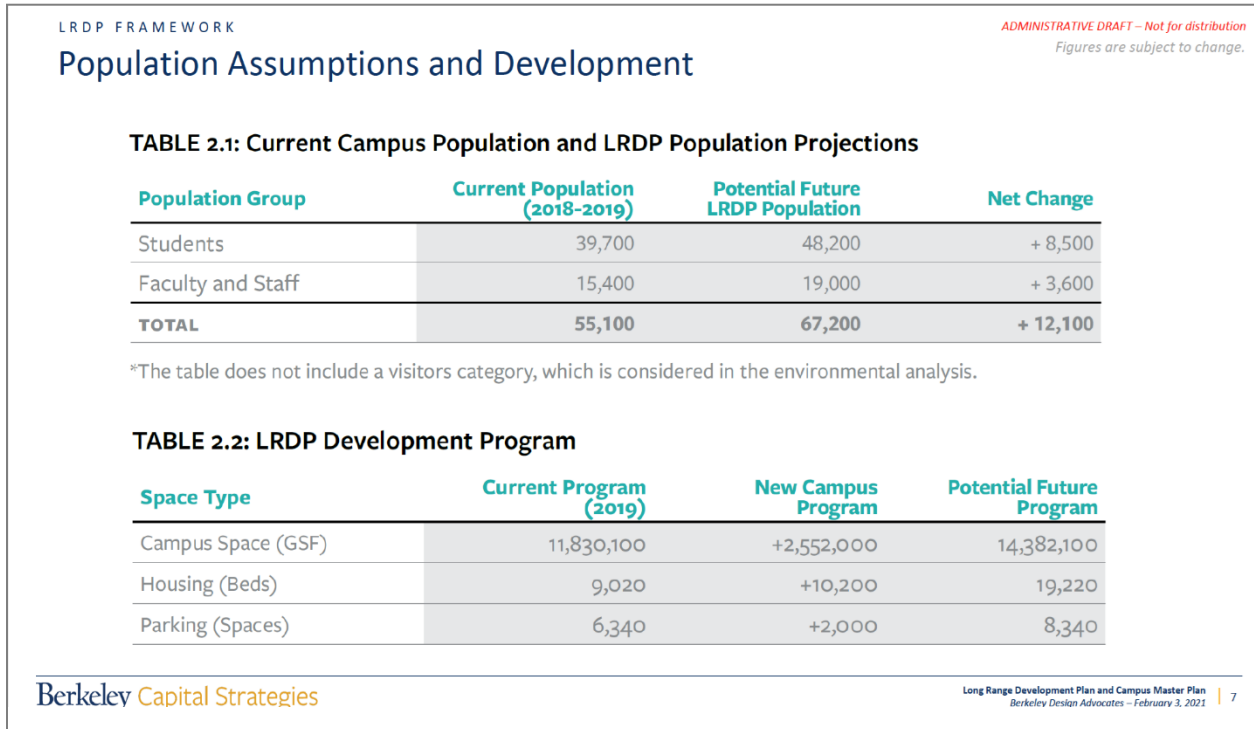 LRDP FRAMEWORK
ADMINISTRATIVE DRAFT – Not for distribution
Population Assumptions and Development
Figures are subject to change.
TABLE 2.1: Current Campus Population and LRDP Population Projections
Population Group Current Population (2018-2019) Potential Future LRDP Population Net Change
Students 39,700 48,200 + 8,500
Faculty and Staff 15,400 19,000 + 3,600
TOTAL 55,100 67,200 + 12,100
*The table does not include a visitors category, which is considered in the environmental analysis.
TABLE 2.2: LRDP Development Program
Space Type Current Program (2019) New Campus Program Potential Future Program
Campus Space (GSF) 11,830,100 +2,552,000 14,382,100
Housing (Beds) 9,020 +10,200 19,220
Parking (Spaces) 6,340 +2,000 8,340
Berkeley Capital Strategies
Long Range Development Plan and Campus Master Plan
Berkeley Design Advocates – February 3, 2021 | 7